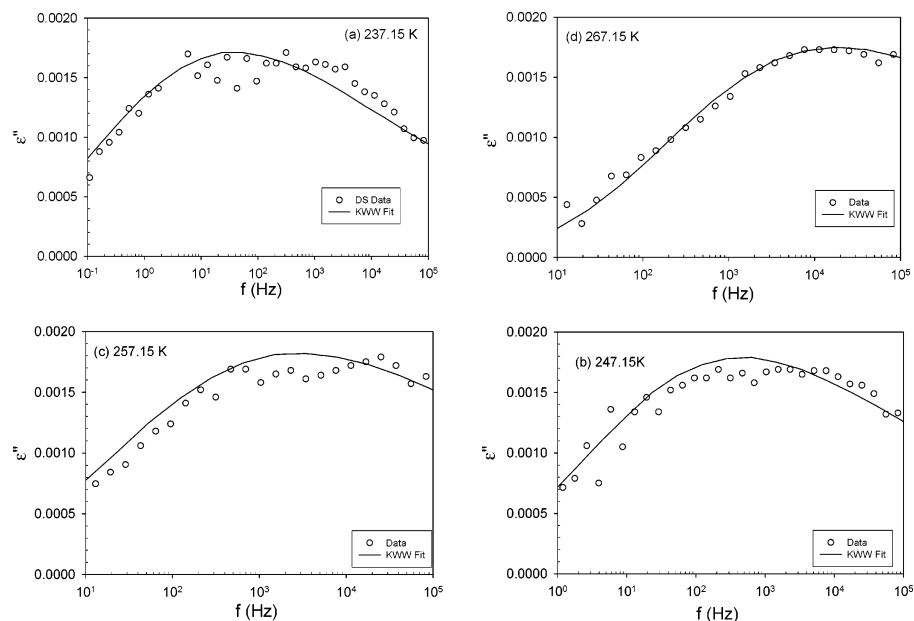 0.0020
(a) 237.15 K
0.0015
0.0010
ε"
0.0005
DS Data
KWW Fit
0.0000
10-1 100 101 102 103 104 105
f (Hz)
0.0020
(d) 267.15 K
0.0015
0.0010
ε"
0.0005
Data
KWW Fit
0.0000
101 102 103 104 105
f (Hz)
0.0020
(c) 257.15 K
0.0015
0.0010
ε"
0.0005
Data
KWW Fit
0.0000
101 102 103 104 105
f (Hz)
0.0020
(b) 247.15K
0.0015
0.0010
ε"
0.0005
Data
KWW Fit
0.0000
100 101 102 103 104 105
f (Hz)